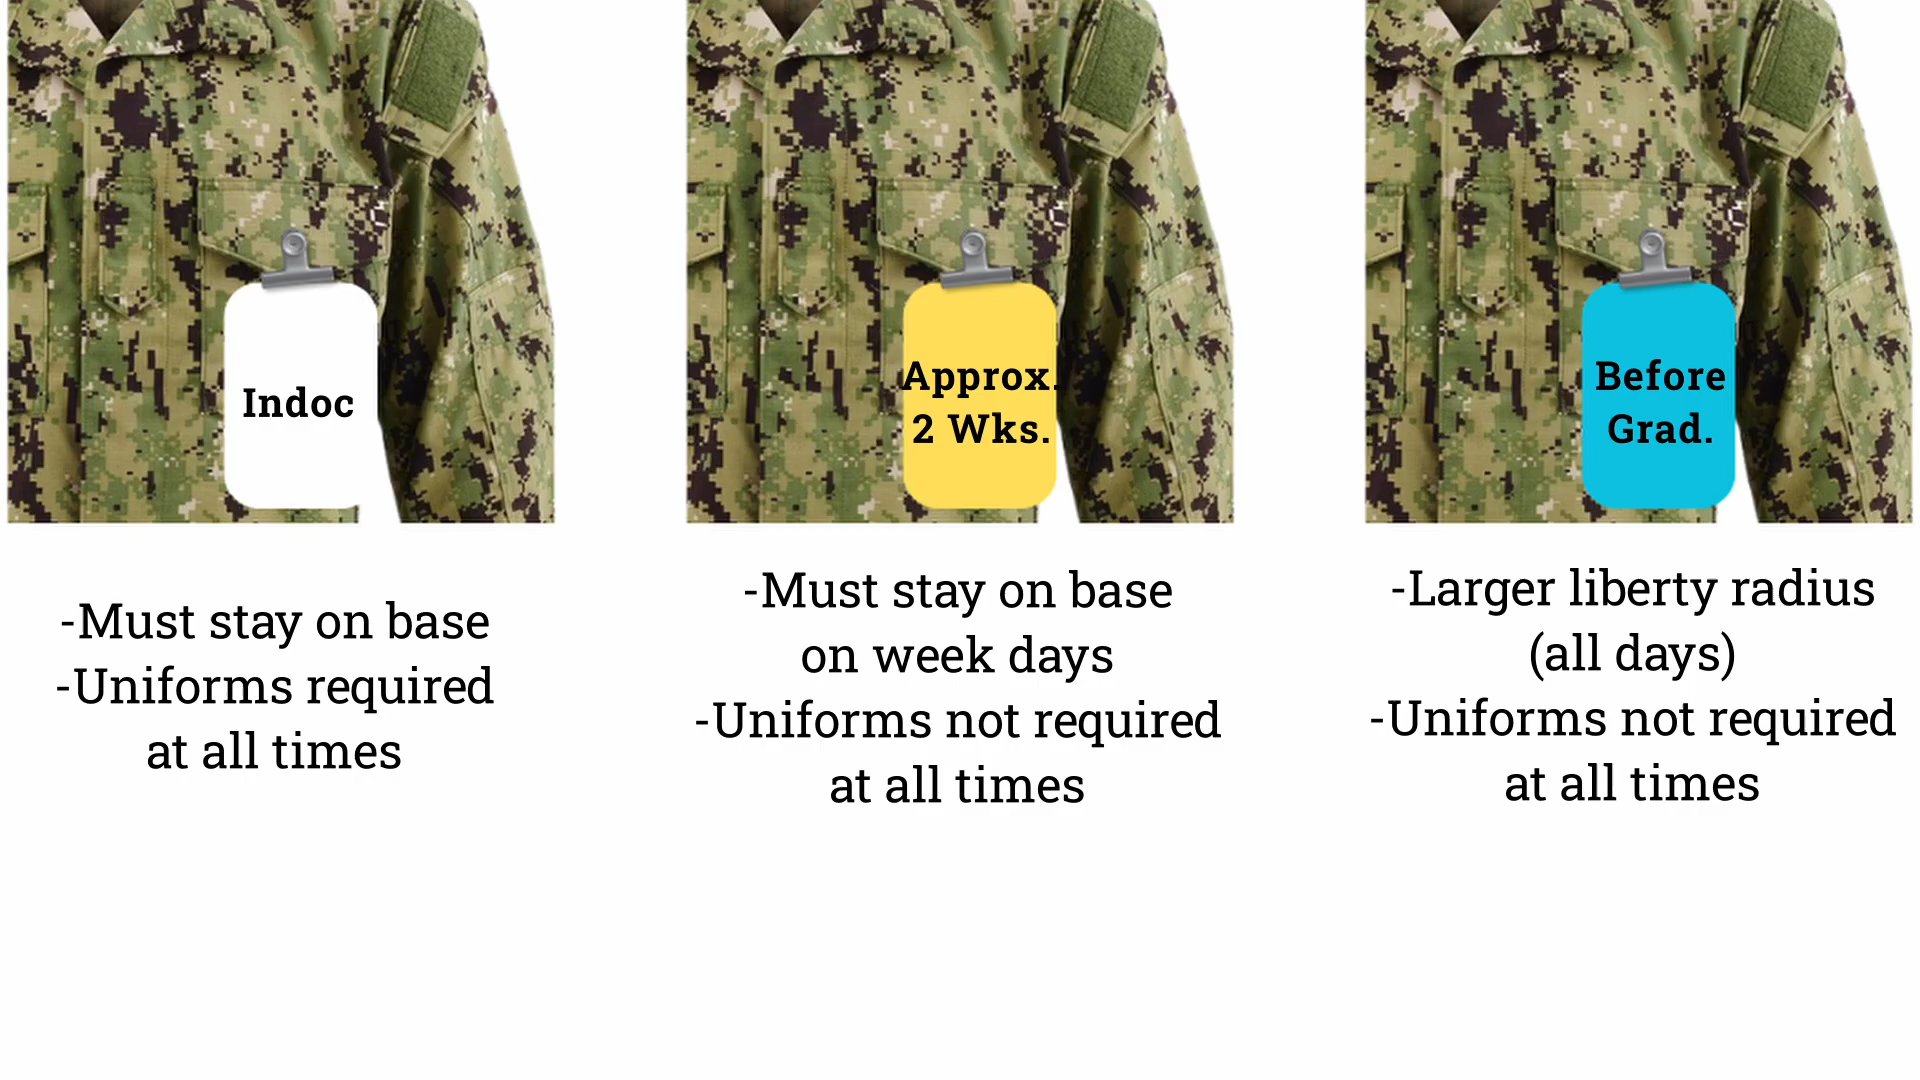 Indoc
-Must stay on base
-Uniforms required
at all times
Approx.
2 Wks.
-Must stay on base
on week days
-Uniforms not required
at all times
Before
Grad.
-Larger liberty radius
(all days)
-Uniforms not required
at all times